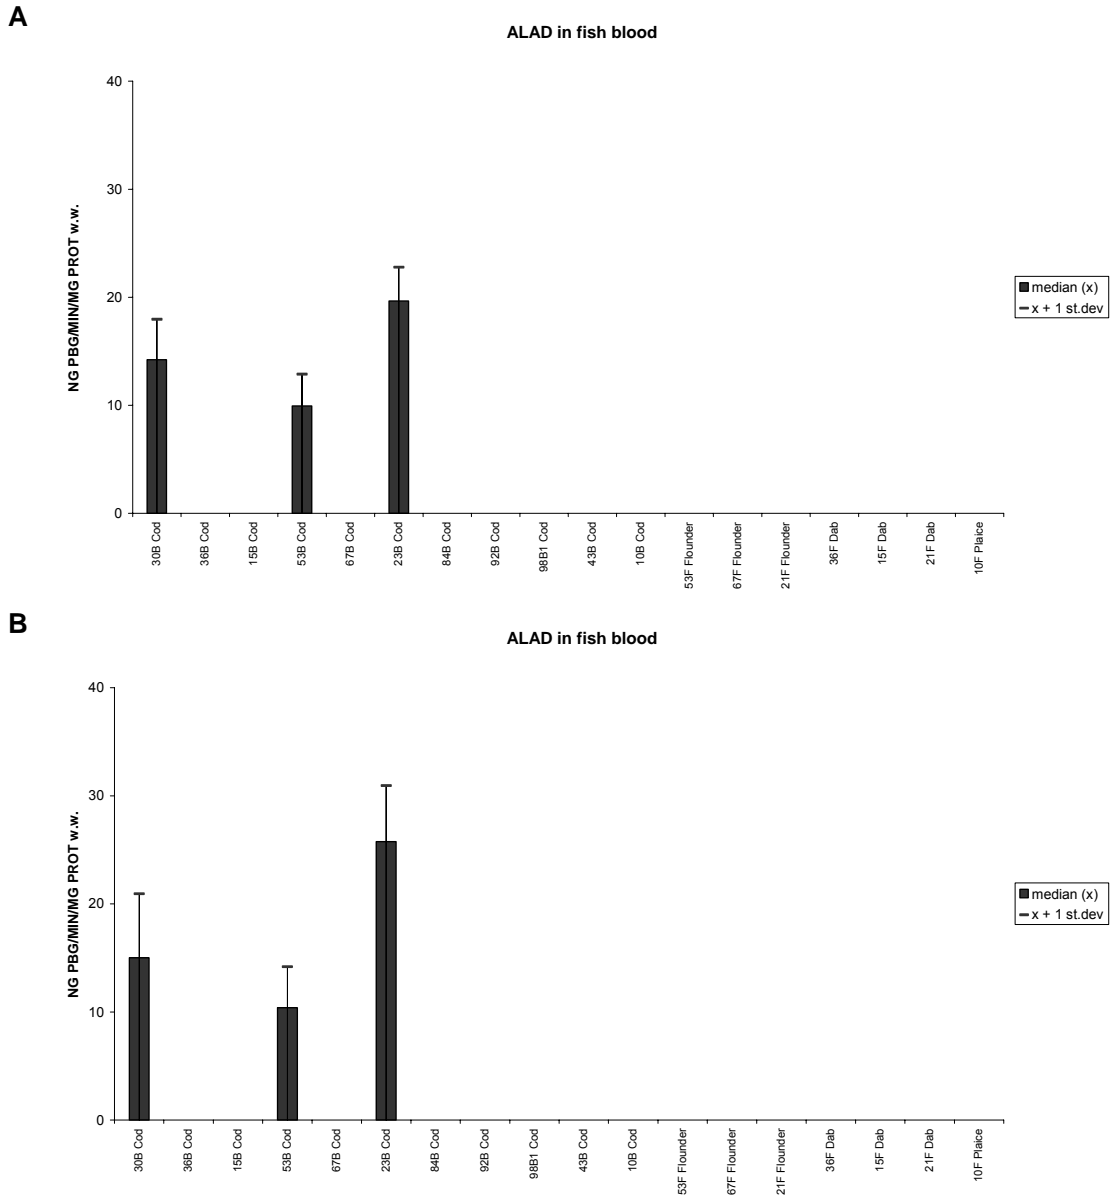 A
ALAD in fish blood
NG PBG/MIN/MG PROT w.w.
40
30
20
10
0
30B Cod
36B Cod
15B Cod
53B Cod
67B Cod
23B Cod
84B Cod
92B Cod
98B1 Cod
43B Cod
10B Cod
53F Flounder
67F Flounder
21F Flounder
36F Dab
15F Dab
21F Dab
10F Plaice
median (x)
x + 1 st.dev
B
ALAD in fish blood
NG PBG/MIN/MG PROT w.w.
40
30
20
10
0
30B Cod
36B Cod
15B Cod
53B Cod
67B Cod
23B Cod
84B Cod
92B Cod
98B1 Cod
43B Cod
10B Cod
53F Flounder
67F Flounder
21F Flounder
36F Dab
15F Dab
21F Dab
10F Plaice
median (x)
x + 1 st.dev